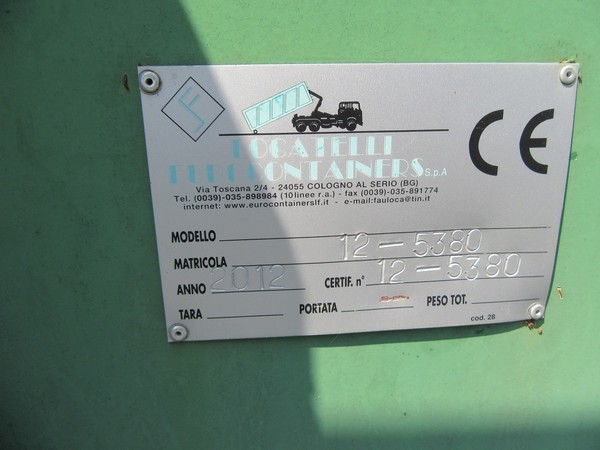 LF
LOCATELLI
EUROCONTAINERS S.p.A
CE
Via Toscana 2/4 - 24055 COLOGNO AL SERIO (BG)
Tel. (0039)-035-898984 (10linee r.a.) - fax (0039)-035-891774
internet: www.eurocontainerslf.it - e-mail:fauloca@tin.it
MODELLO
MATRICOLA 12-5380
ANNO 2012 CERTIF. n° 12-5380
TARA PORTATA PESO TOT.
cod. 28